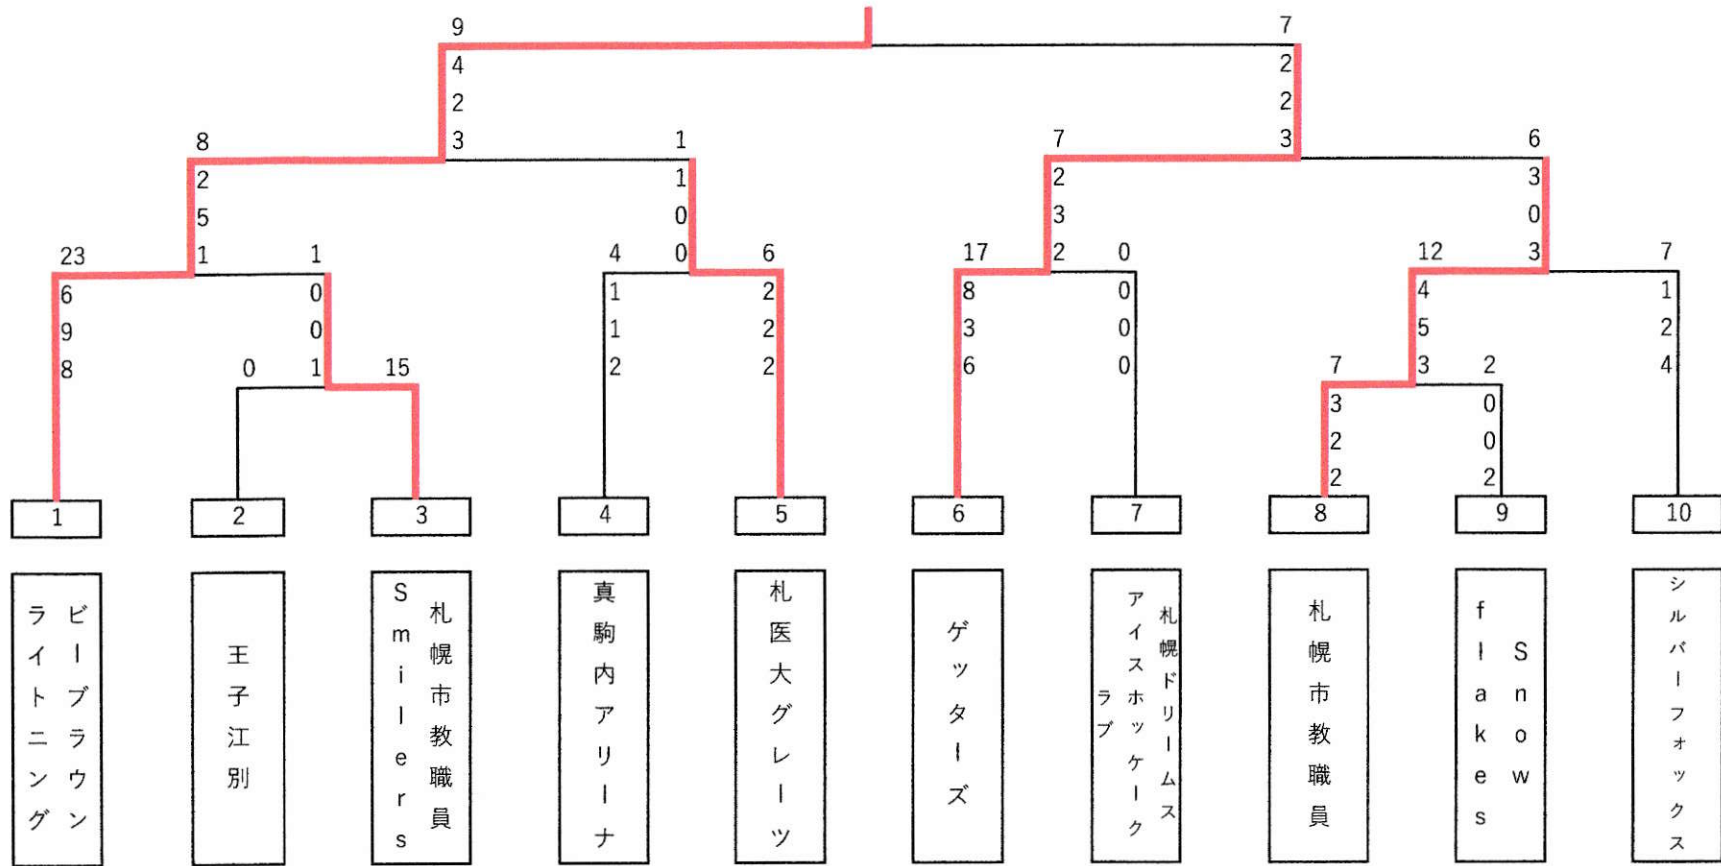 9 7
4 2
2 2
8 3 1 7 3 6
2 1 2 3
5 0 3 0
23 1 1 4 0 6 17 2 0 12 3 7
6 0 1 2 8 0 4 1
9 0 1 2 3 0 5 2
8 0 1 15 2 2 6 0 7 3 2 4
3 0
2 0
2 2
1 2 3 4 5 6 7 8 9 10
ビーブラウン
ライトニング
王子江別
札幌市教職員
Smilers
真駒内アリーナ
札医大グレーツ
ゲッターズ
札幌ドリームス
アイスホッケーク
ラブ
札幌市教職員
Snow
flakes
シルバーフォックス